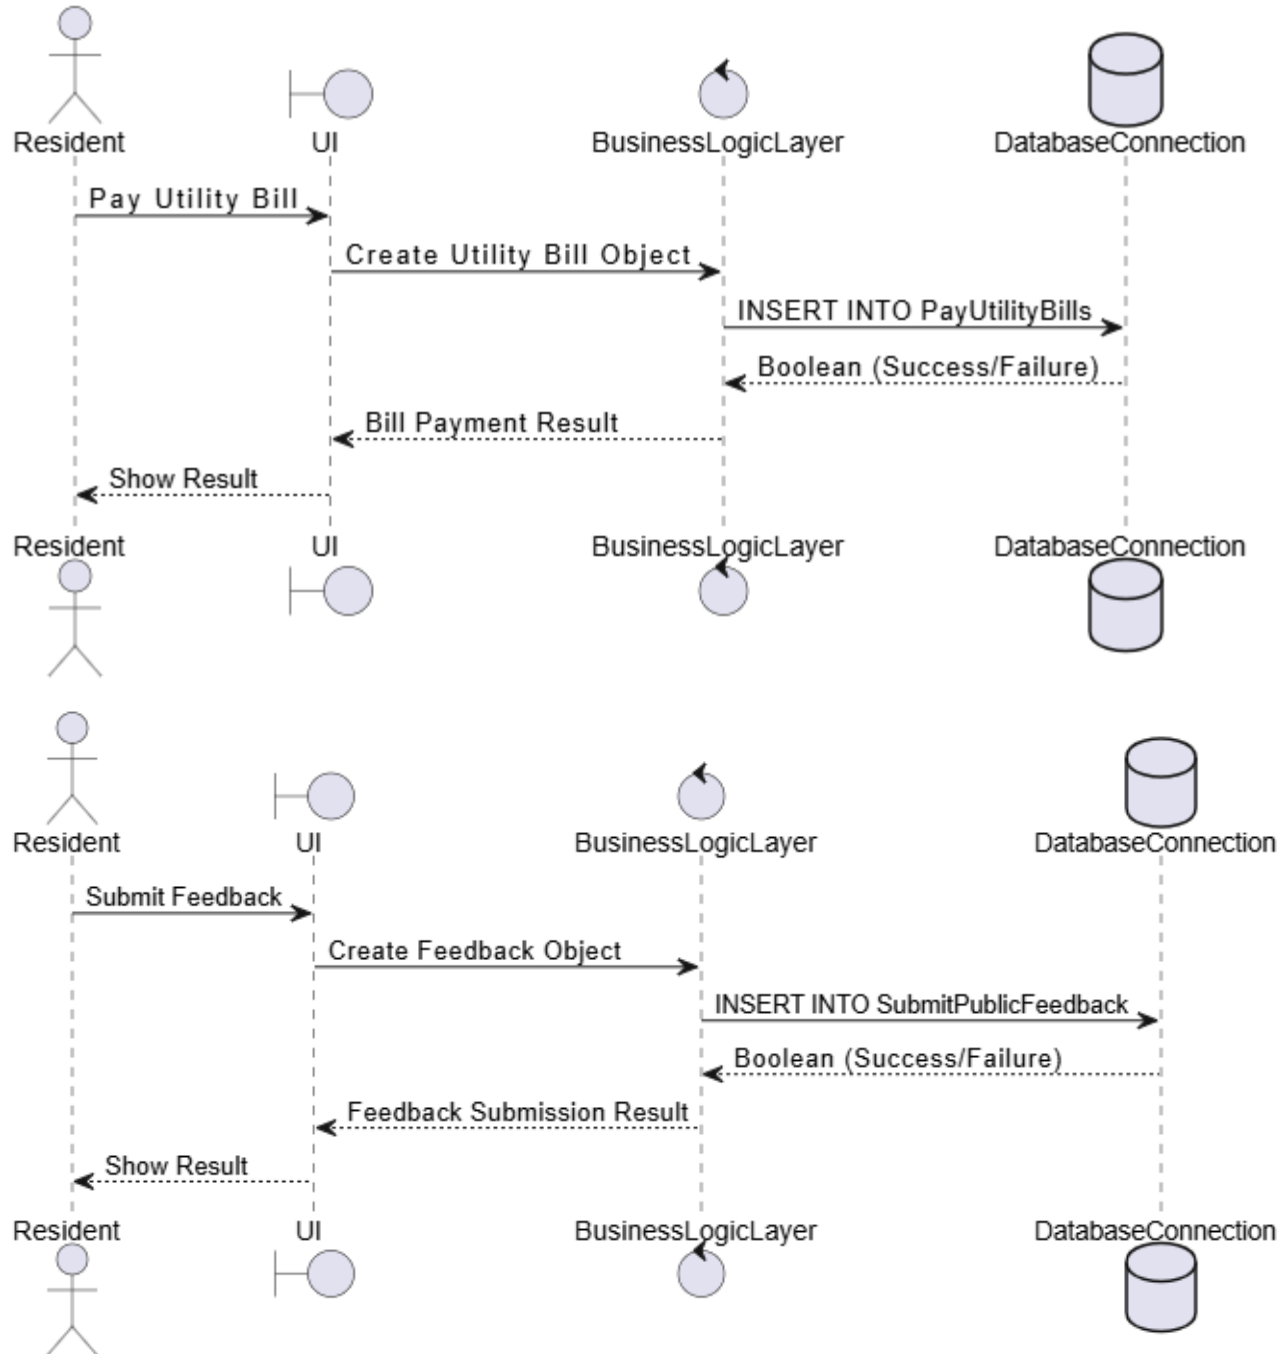 Resident
UI
BusinessLogicLayer
DatabaseConnection
Pay Utility Bill
Create Utility Bill Object
INSERT INTO PayUtilityBills
Boolean (Success/Failure)
Bill Payment Result
Show Result
Resident
UI
BusinessLogicLayer
DatabaseConnection
Resident
UI
BusinessLogicLayer
DatabaseConnection
Submit Feedback
Create Feedback Object
INSERT INTO SubmitPublicFeedback
Boolean (Success/Failure)
Feedback Submission Result
Show Result
Resident
UI
BusinessLogicLayer
DatabaseConnection